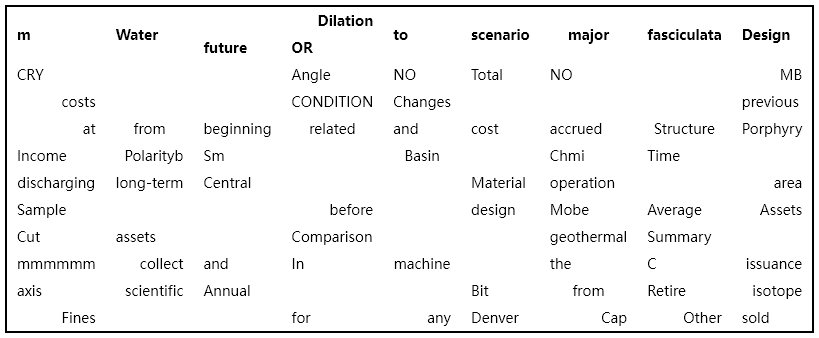 m Water future Dilation OR to scenario major fasciculata Design
CRY Angle NO Total NO MB
costs CONDITION Changes previous
at from beginning related and cost accrued Structure Porphyry
Income Polarityb Sm Basin Chmi Time
discharging long-term Central Material operation area
Sample before design Mobe Average Assets
Cut assets Comparison geothermal Summary
mmmmmm collect and In machine the C issuance
axis scientific Annual Bit from Retire isotope
Fines for any Denver Cap Other sold